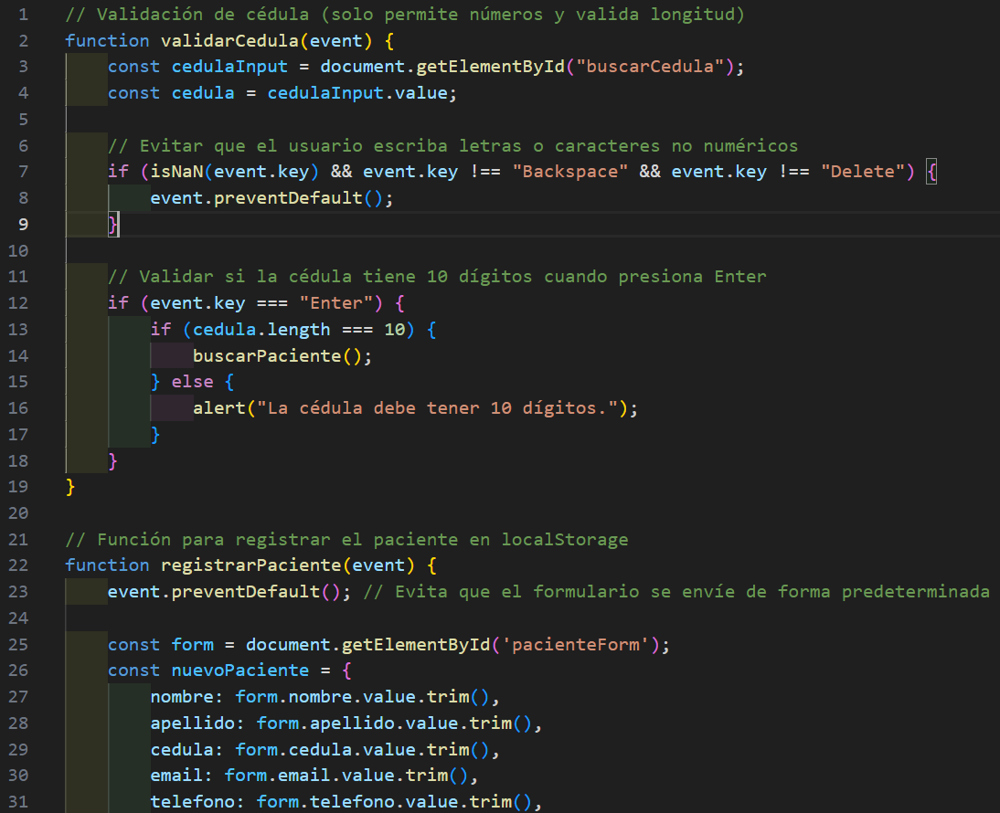 1 // Validación de cédula (solo permite números y valida longitud)
2 function validarCedula(event) {
3     const cedulaInput = document.getElementById("buscarCedula");
4     const cedula = cedulaInput.value;
5
6     // Evitar que el usuario escriba letras o caracteres no numéricos
7     if (isNaN(event.key) && event.key !== "Backspace" && event.key !== "Delete") {
8         event.preventDefault();
9     }
10
11     // Validar si la cédula tiene 10 dígitos cuando presiona Enter
12     if (event.key === "Enter") {
13         if (cedula.length === 10) {
14             buscarPaciente();
15         } else {
16             alert("La cédula debe tener 10 dígitos.");
17         }
18     }
19 }
20
21 // Función para registrar el paciente en localStorage
22 function registrarPaciente(event) {
23     event.preventDefault(); // Evita que el formulario se envíe de forma predeterminada
24
25     const form = document.getElementById('pacienteForm');
26     const nuevoPaciente = {
27         nombre: form.nombre.value.trim(),
28         apellido: form.apellido.value.trim(),
29         cedula: form.cedula.value.trim(),
30         email: form.email.value.trim(),
31         telefono: form.telefono.value.trim(),